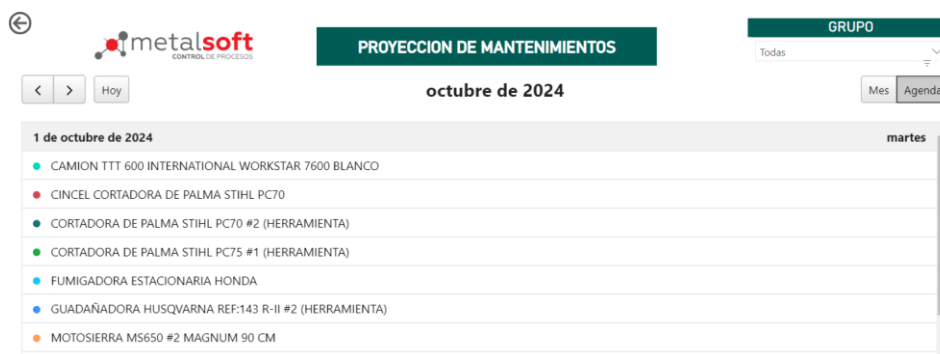 metalsoft
CONTROL DE PROCESOS
PROYECCION DE MANTENIMIENTOS
GRUPO
Todas
Hoy
octubre de 2024
Mes Agenda
1 de octubre de 2024 martes
CAMION TTT 600 INTERNATIONAL WORKSTAR 7600 BLANCO
CINCEL CORTADORA DE PALMA STIHL PC70
CORTADORA DE PALMA STIHL PC70 #2 (HERRAMIENTA)
CORTADORA DE PALMA STIHL PC75 #1 (HERRAMIENTA)
FUMIGADORA ESTACIONARIA HONDA
GUADAÑADORA HUSQVARNA REF:143 R-II #2 (HERRAMIENTA)
MOTOSIERRA MS650 #2 MAGNUM 90 CM